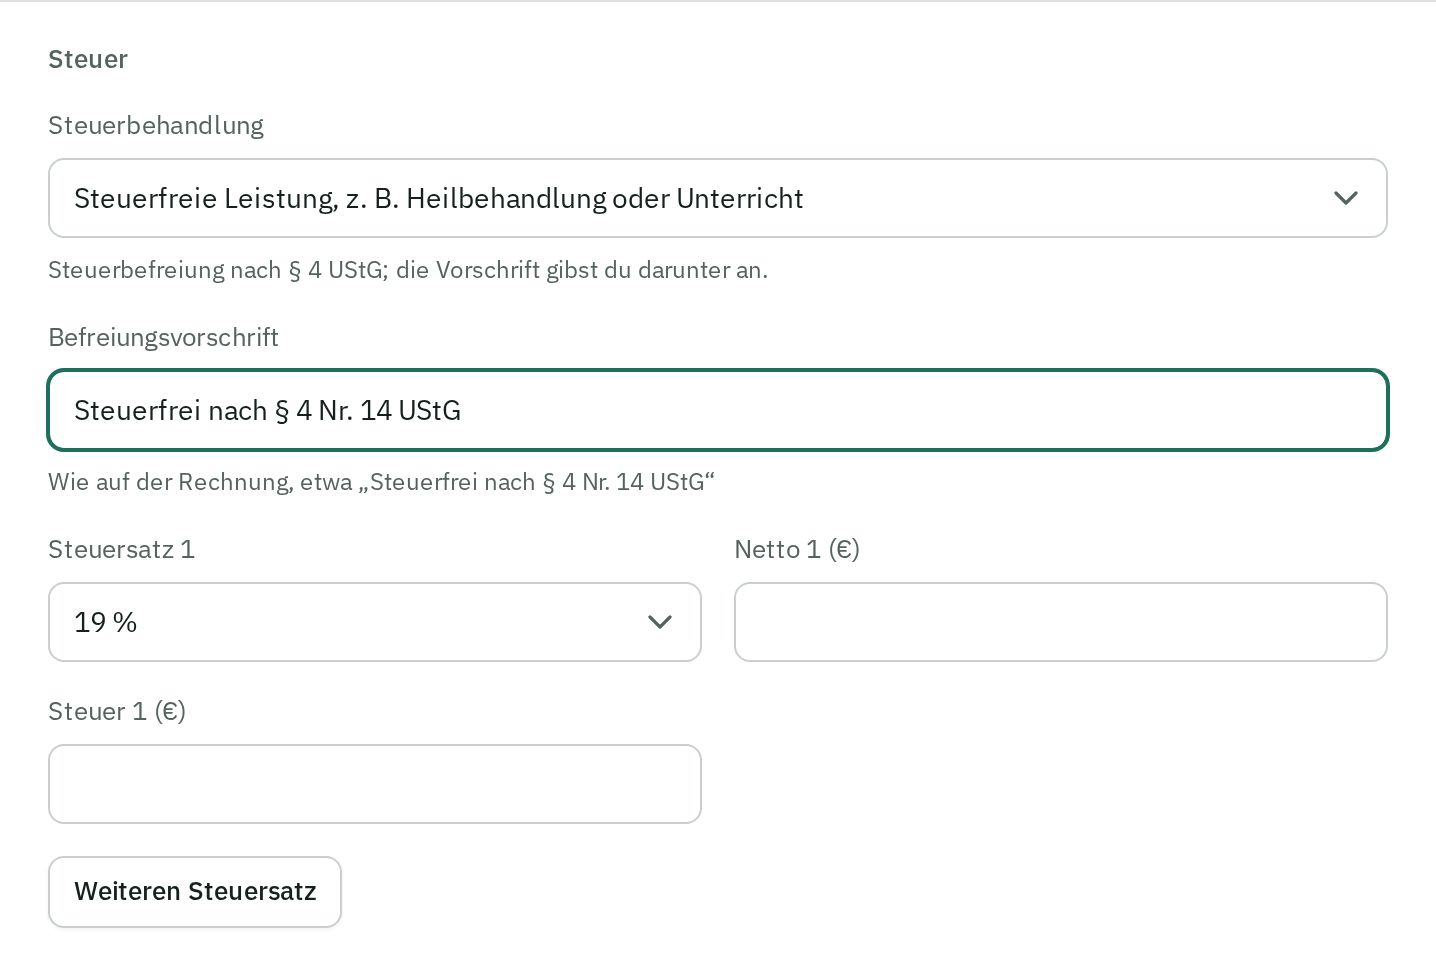 Steuer
Steuerbehandlung
Steuerfreie Leistung, z. B. Heilbehandlung oder Unterricht
Steuerbefreiung nach § 4 UStG; die Vorschrift gibst du darunter an.
Befreiungsvorschrift
Steuerfrei nach § 4 Nr. 14 UStG
Wie auf der Rechnung, etwa „Steuerfrei nach § 4 Nr. 14 UStG“
Steuersatz 1
Netto 1 (€)
19 %
Steuer 1 (€)
Weiteren Steuersatz